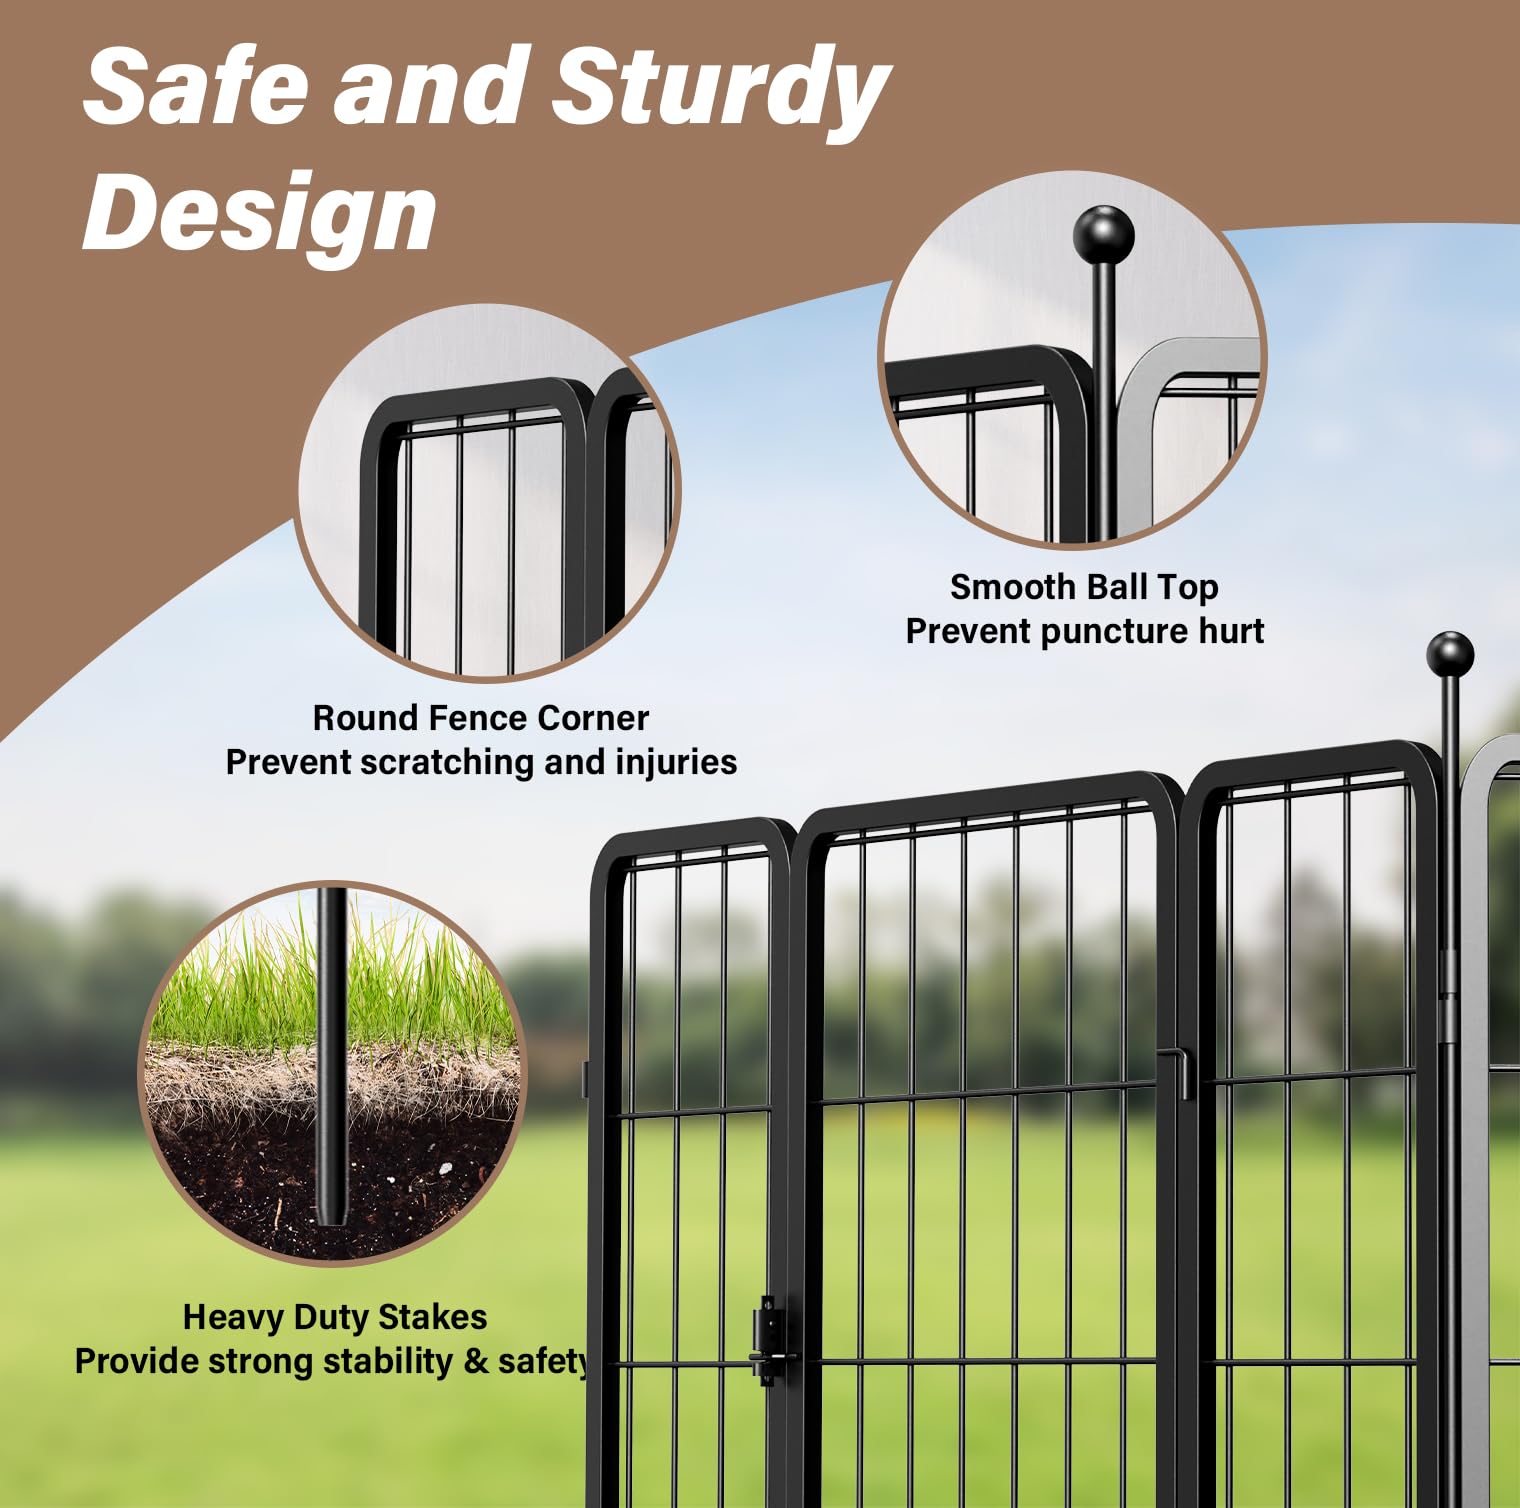 Safe and Sturdy
Design
Smooth Ball Top
Prevent puncture hurt
Round Fence Corner
Prevent scratching and injuries
Heavy Duty Stakes
Provide strong stability & safety